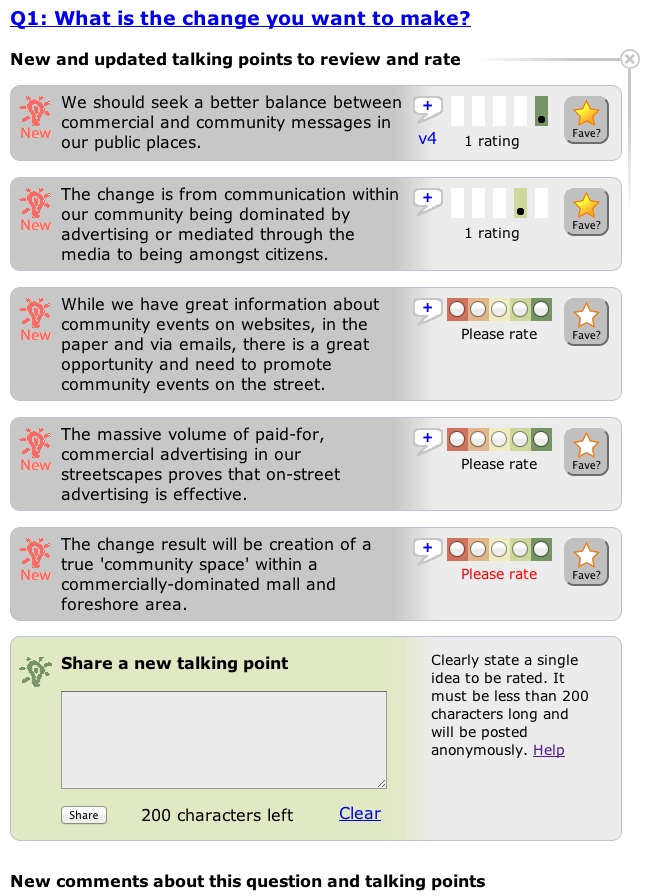 Q1: What is the change you want to make?
New and updated talking points to review and rate
New
We should seek a better balance between
commercial and community messages in
our public places.
+
v4
1 rating
Fave?
New
The change is from communication within
our community being dominated by
advertising or mediated through the
media to being amongst citizens.
+
1 rating
Fave?
New
While we have great information about
community events on websites, in the
paper and via emails, there is a great
opportunity and need to promote
community events on the street.
+
Please rate
Fave?
New
The massive volume of paid-for,
commercial advertising in our
streetscapes proves that on-street
advertising is effective.
+
Please rate
Fave?
New
The change result will be creation of a
true 'community space' within a
commercially-dominated mall and
foreshore area.
+
Please rate
Fave?
Share a new talking point
Share
200 characters left
Clear
Clearly state a single
idea to be rated. It
must be less than 200
characters long and
will be posted
anonymously. Help
New comments about this question and talking points